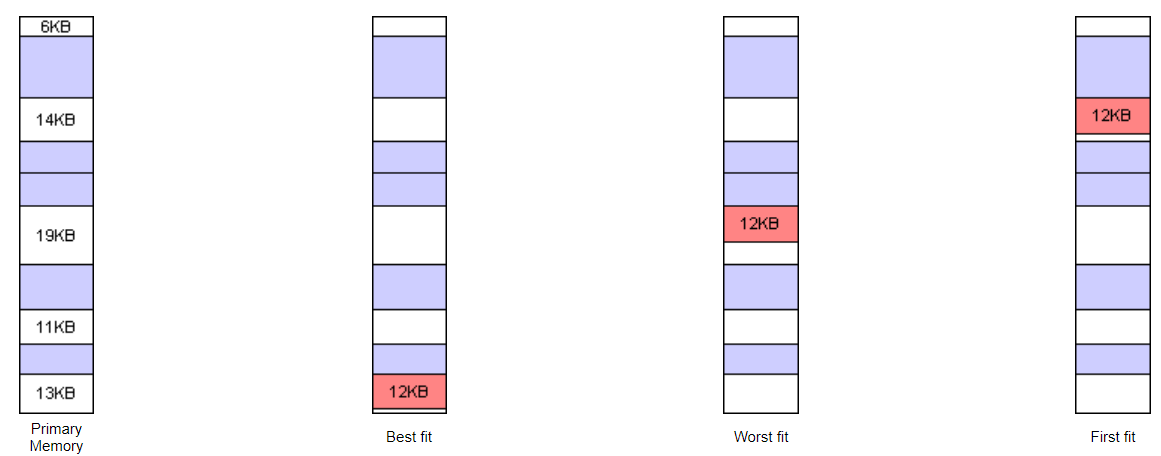 6KB
14KB
19KB
11KB
13KB
Primary
Memory
12KB
Best fit
12KB
Worst fit
12KB
First fit